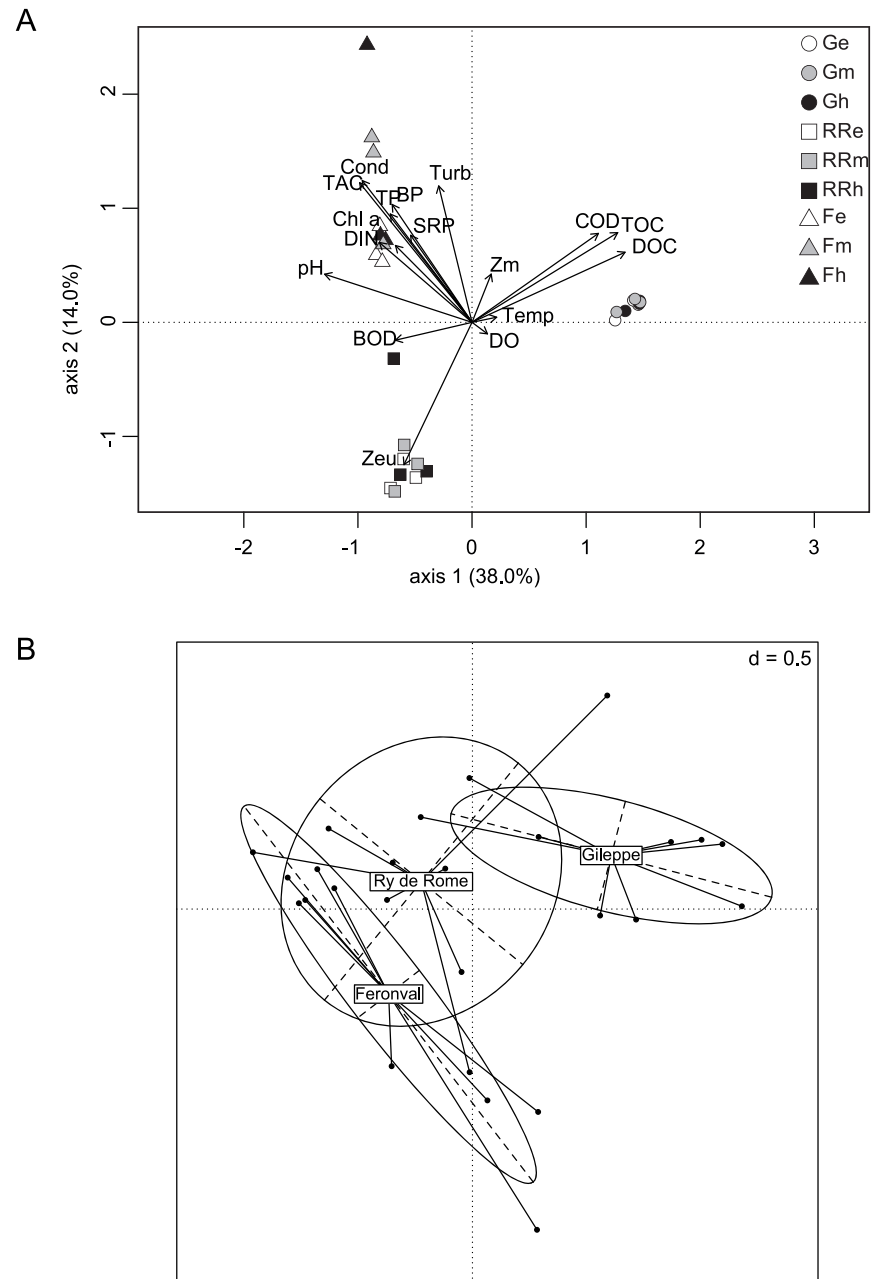 A
Ge
Gm
Gh
RRe
RRm
RRh
Fe
Fm
Fh
2
1
0
-1
axis 2 (14.0%)
Cond
TAC
TP
BP
Turb
Chl a
SRP
DIN
pH
COD
TOC
DOC
Zm
Temp
DO
BOD
Zeu
-2
-1
0
1
2
3
axis 1 (38.0%)
B
d = 0.5
Gileppe
Ry de Rome
Feronval